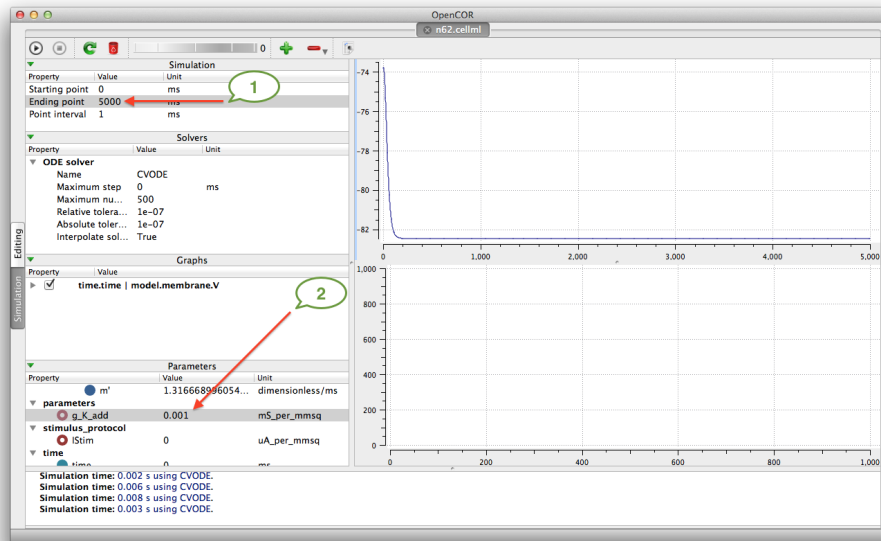 OpenCOR
n62.cellml
0
Simulation
Property Value Unit
Starting point 0 ms
Ending point 5000 ms
Point interval 1 ms
1
Solvers
Property Value Unit
ODE solver
Name CVODE
Maximum step 0 ms
Maximum nu... 500
Relative tolera... 1e-07
Absolute toler... 1e-07
Interpolate sol... True
Editing
Simulation
Graphs
Property Value
time.time | model.membrane.V
2
Parameters
Property Value Unit
m' 1.316668996054... dimensionless/ms
parameters
g_K_add 0.001 mS_per_mmsq
stimulus_protocol
IStim 0 uA_per_mmsq
time
time 0 ms
Simulation time: 0.002 s using CVODE.
Simulation time: 0.006 s using CVODE.
Simulation time: 0.008 s using CVODE.
Simulation time: 0.003 s using CVODE.
-74
-76
-78
-80
-82
0 1,000 2,000 3,000 4,000 5,000
1,000
800
600
400
200
0
0 200 400 600 800 1,000